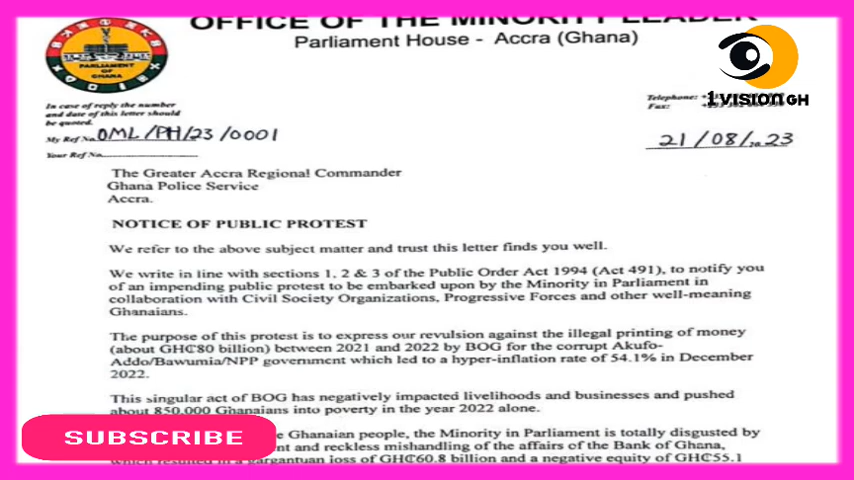 OFFICE OF THE MINORITY LEADER
Parliament House - Accra (Ghana)
PARLIAMENT
OF
GHANA
1VISION GH
In case of reply the number
and date of this letter should
be quoted.
Telephone:
Fax:
My Ref No. OML/PH/23/0001
21/08/2023
Your Ref No.
The Greater Accra Regional Commander
Ghana Police Service
Accra.
NOTICE OF PUBLIC PROTEST
We refer to the above subject matter and trust this letter finds you well.
We write in line with sections 1, 2 & 3 of the Public Order Act 1994 (Act 491), to notify you
of an impending public protest to be embarked upon by the Minority in Parliament in
collaboration with Civil Society Organizations, Progressive Forces and other well-meaning
Ghanaians.
The purpose of this protest is to express our revulsion against the illegal printing of money
(about GH₵80 billion) between 2021 and 2022 by BOG for the corrupt Akufo-
Addo/Bawumia/NPP government which led to a hyper-inflation rate of 54.1% in December
2022.
This singular act of BOG has negatively impacted livelihoods and businesses and pushed
about 850,000 Ghanaians into poverty in the year 2022 alone.
SUBSCRIBE
Ghanaian people, the Minority in Parliament is totally disgusted by
and reckless mishandling of the affairs of the Bank of Ghana,
which resulted in a gargantuan loss of GH₵60.8 billion and a negative equity of GH₵55.1